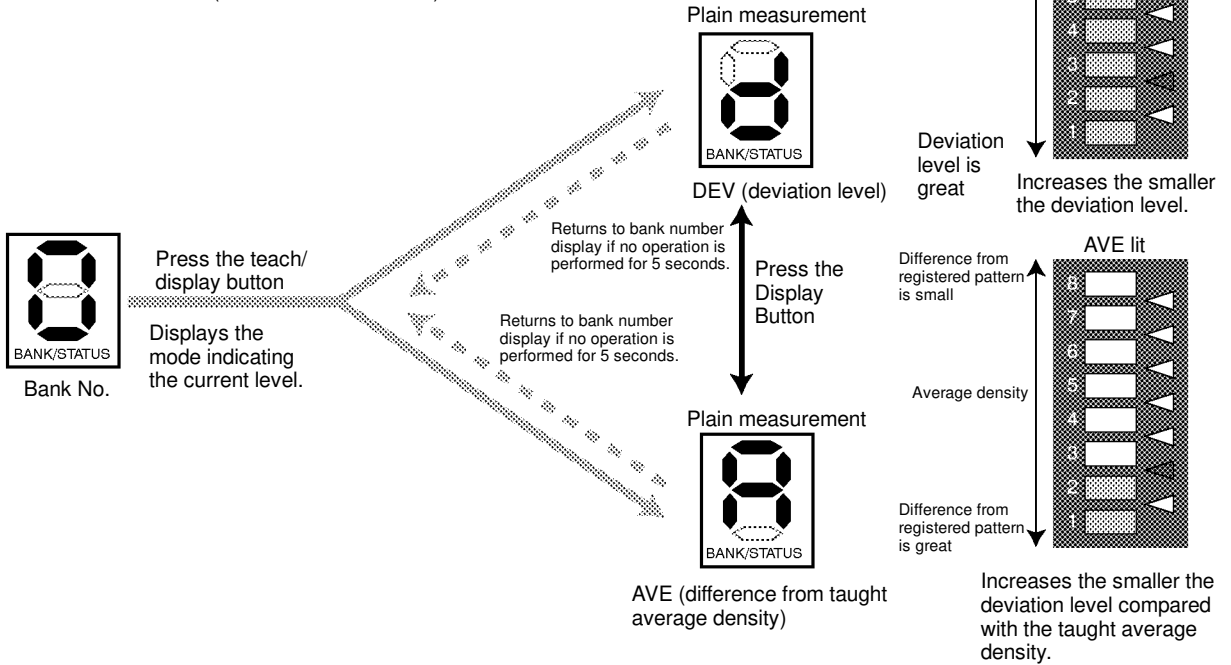 Plain measurement
BANK/STATUS
DEV (deviation level)
4
3
2
1
Deviation
level is
great
Increases the smaller
the deviation level.
BANK/STATUS
Bank No.
Press the teach/
display button
Displays the
mode indicating
the current level.
Returns to bank number
display if no operation is
performed for 5 seconds.
Press the
Display
Button
Returns to bank number
display if no operation is
performed for 5 seconds.
Plain measurement
BANK/STATUS
AVE (difference from taught
average density)
AVE lit
Difference from
registered pattern
is small
8
7
6
5
4
3
2
1
Average density
Difference from
registered pattern
is great
Increases the smaller the
deviation level compared
with the taught average
density.